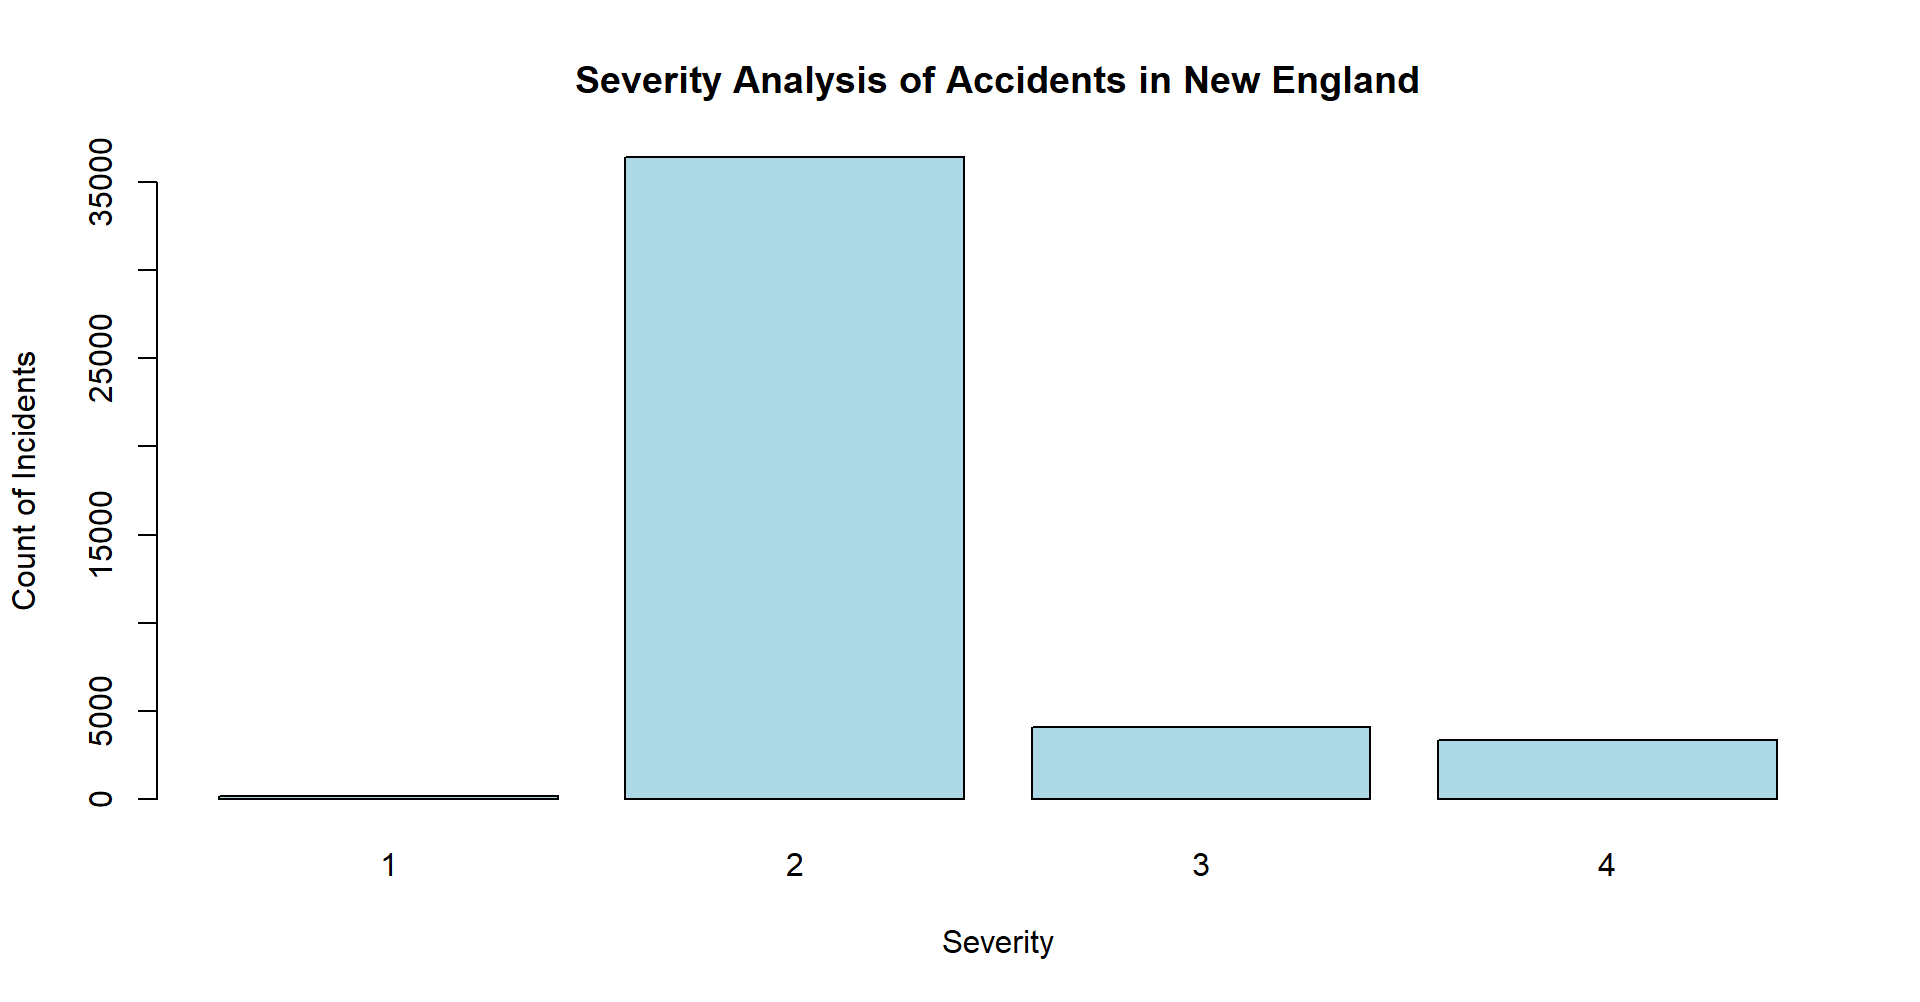 Severity Analysis of Accidents in New England
Count of Incidents
35000
25000
15000
5000
0
1 2 3 4
Severity